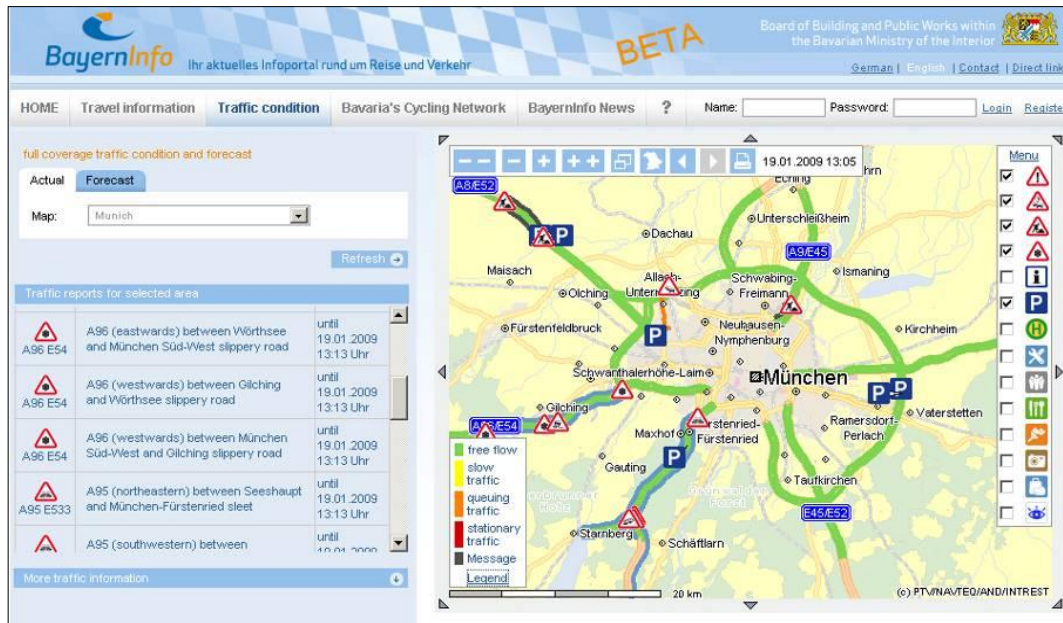 BayernInfo
Ihr aktuelles Infoportal rund um Reise und Verkehr
BETA
Board of Building and Public Works within
the Bavarian Ministry of the Interior
German | English | Contact | Direct link
HOME Travel information Traffic condition Bavaria's Cycling Network BayernInfo News ? Name: Password: Login Registe
full coverage traffic condition and forecast
Actual Forecast
Map: Munich
Refresh
Traffic reports for selected area
A96 E54
A96 (eastwards) between Wörthsee
and München Süd-West slippery road
until
19.01.2009
13:13 Uhr
A96 E54
A96 (westwards) between Gilching
and Wörthsee slippery road
until
19.01.2009
13:13 Uhr
A96 E54
A96 (westwards) between München
Süd-West and Gilching slippery road
until
19.01.2009
13:13 Uhr
A95 E533
A95 (northeastern) between Seeshaupt
and München-Fürstenried sleet
until
19.01.2009
13:13 Uhr
A95 (southwestern) between
until
19.01.2009
More traffic information
19.01.2009 13:05
Menu
A8/E52
Eching
Unterschleißheim
Dachau
A9/E45
Maisach
Allach-
Schwabing-
Freimann
Ismaning
Olching
P
Fürstenfeldbruck
Neuhausen-
Nymphenburg
Kirchheim
Schwanthalerhöhe-Laim
München
Gilching
Ramersdorf-
Perlach
Vaterstetten
Maxhof
Fürstenried
Gauting
Taufkirchen
E45/E52
Starnberg
Schäftlarn
free flow
slow
traffic
queuing
traffic
stationary
traffic
Message
Legend
20 km
(c) PTV/NAVTEQ/AND/INTREST